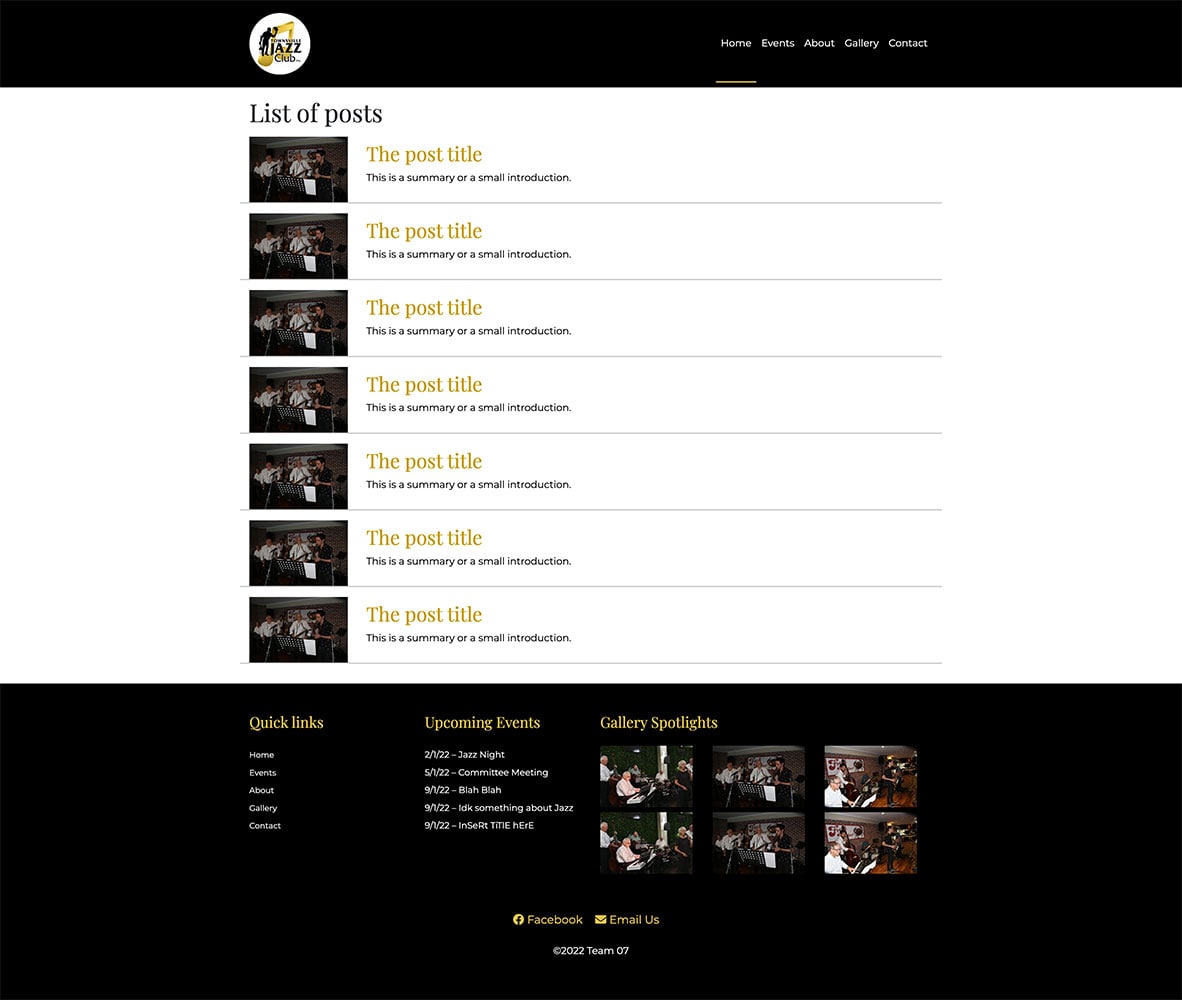 TOWNSVILLE
JAZZ
Club
Home Events About Gallery Contact
List of posts
The post title
This is a summary or a small introduction.
The post title
This is a summary or a small introduction.
The post title
This is a summary or a small introduction.
The post title
This is a summary or a small introduction.
The post title
This is a summary or a small introduction.
The post title
This is a summary or a small introduction.
The post title
This is a summary or a small introduction.
Quick links
Home
Events
About
Gallery
Contact
Upcoming Events
2/1/22 – Jazz Night
5/1/22 – Committee Meeting
9/1/22 – Blah Blah
9/1/22 – Idk something about Jazz
9/1/22 – InSeRt TiTlE hErE
Gallery Spotlights
Facebook Email Us
©2022 Team 07